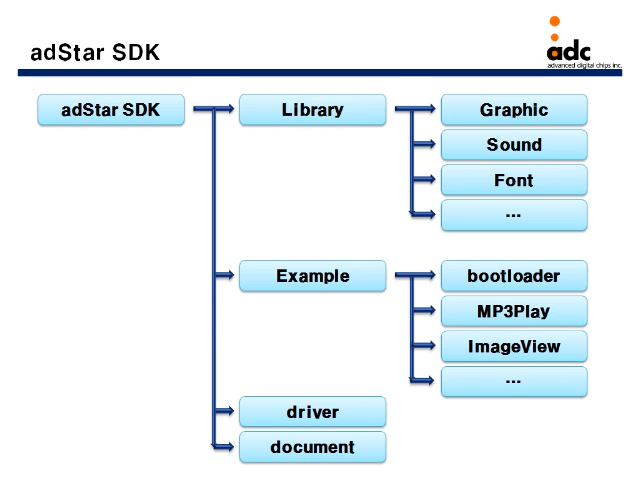 adStar SDK
adc
advanced digital chips inc.
adStar SDK
Library
Graphic
Sound
Font
...
Example
bootloader
MP3Play
ImageView
...
driver
document